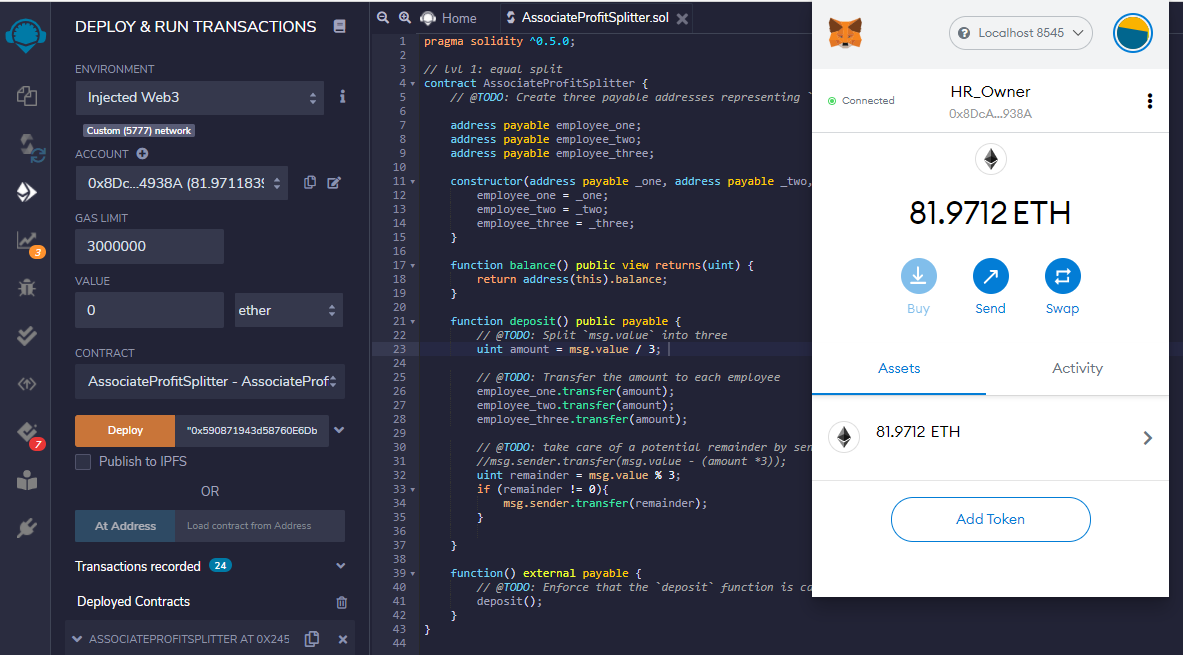 DEPLOY & RUN TRANSACTIONS
ENVIRONMENT
Injected Web3
Custom (5777) network
ACCOUNT
0x8Dc...4938A (81.9711839
GAS LIMIT
3000000
VALUE
0
ether
CONTRACT
AssociateProfitSplitter - AssociateProf
Deploy
"0x590871943d58760E6Db
Publish to IPFS
OR
At Address
Load contract from Address
Transactions recorded 24
Deployed Contracts
ASSOCIATEPROFITSPLITTER AT 0X245
3
7
Home
AssociateProfitSplitter.sol
1 pragma solidity ^0.5.0;
2
3 // lvl 1: equal split
4 contract AssociateProfitSplitter {
5 // @TODO: Create three payable addresses representing `
6
7 address payable employee_one;
8 address payable employee_two;
9 address payable employee_three;
10
11 constructor(address payable _one, address payable _two,
12 employee_one = _one;
13 employee_two = _two;
14 employee_three = _three;
15 }
16
17 function balance() public view returns(uint) {
18 return address(this).balance;
19 }
20
21 function deposit() public payable {
22 // @TODO: Split `msg.value` into three
23 uint amount = msg.value / 3;
24
25 // @TODO: Transfer the amount to each employee
26 employee_one.transfer(amount);
27 employee_two.transfer(amount);
28 employee_three.transfer(amount);
29
30 // @TODO: take care of a potential remainder by sen
31 //msg.sender.transfer(msg.value - (amount *3));
32 uint remainder = msg.value % 3;
33 if (remainder != 0){
34 msg.sender.transfer(remainder);
35 }
36
37 }
38
39 function() external payable {
40 // @TODO: Enforce that the `deposit` function is ca
41 deposit();
42 }
43 }
44
Localhost 8545
Connected
HR_Owner
0x8DcA...938A
81.9712 ETH
Buy
Send
Swap
Assets
Activity
81.9712 ETH
Add Token